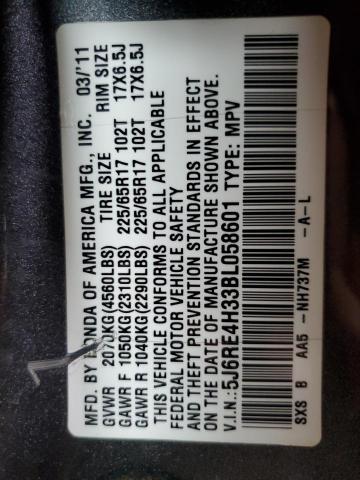 MFD. BY HONDA OF AMERICA MFG., INC. 03/'11
GVWR 2070KG(4560LBS) TIRE SIZE RIM SIZE
GAWR F 1050KG(2310LBS) 225/65R17 102T 17X6.5J
GAWR R 1040KG(2290LBS) 225/65R17 102T 17X6.5J
THIS VEHICLE CONFORMS TO ALL APPLICABLE
FEDERAL MOTOR VEHICLE SAFETY
AND THEFT PREVENTION STANDARDS IN EFFECT
ON THE DATE OF MANUFACTURE SHOWN ABOVE.
V.I.N.:5J6RE4H33BL058601 TYPE: MPV
SXS B AA5 -NH737M -A-L